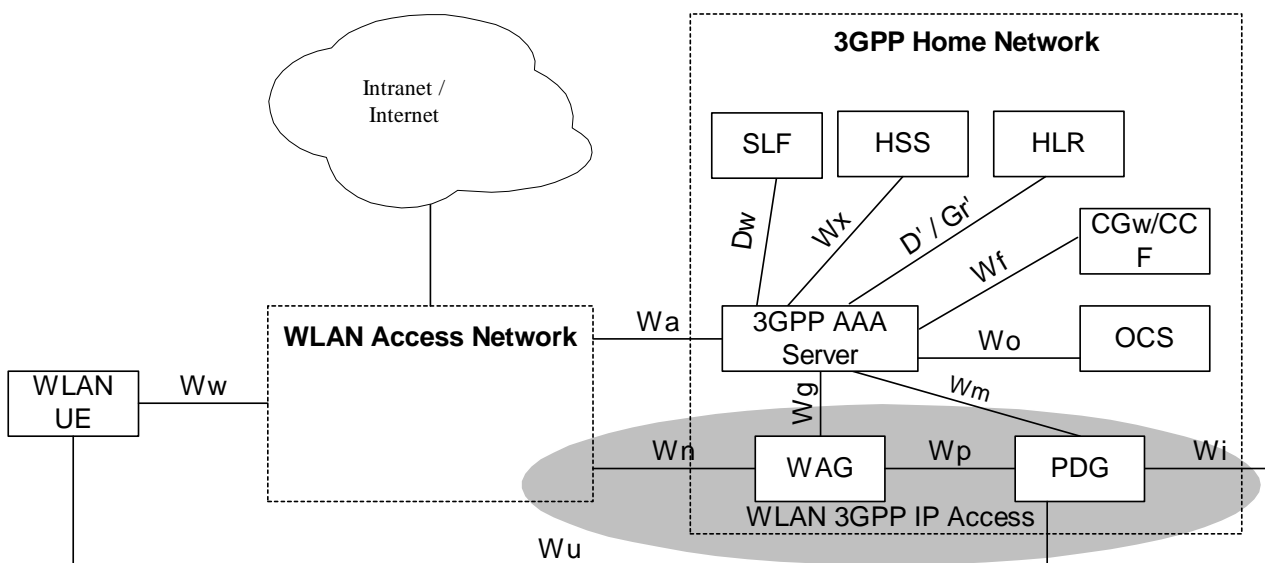 3GPP Home Network
Intranet /
Internet
SLF
HSS
HLR
Dw
Wx
D' / Gr'
CGw/CC
F
Wf
WLAN Access Network
Wa
3GPP AAA
Server
Wo
OCS
WLAN
UE
Ww
Wg
Wm
Wn
WAG
Wp
PDG
Wi
WLAN 3GPP IP Access
Wu